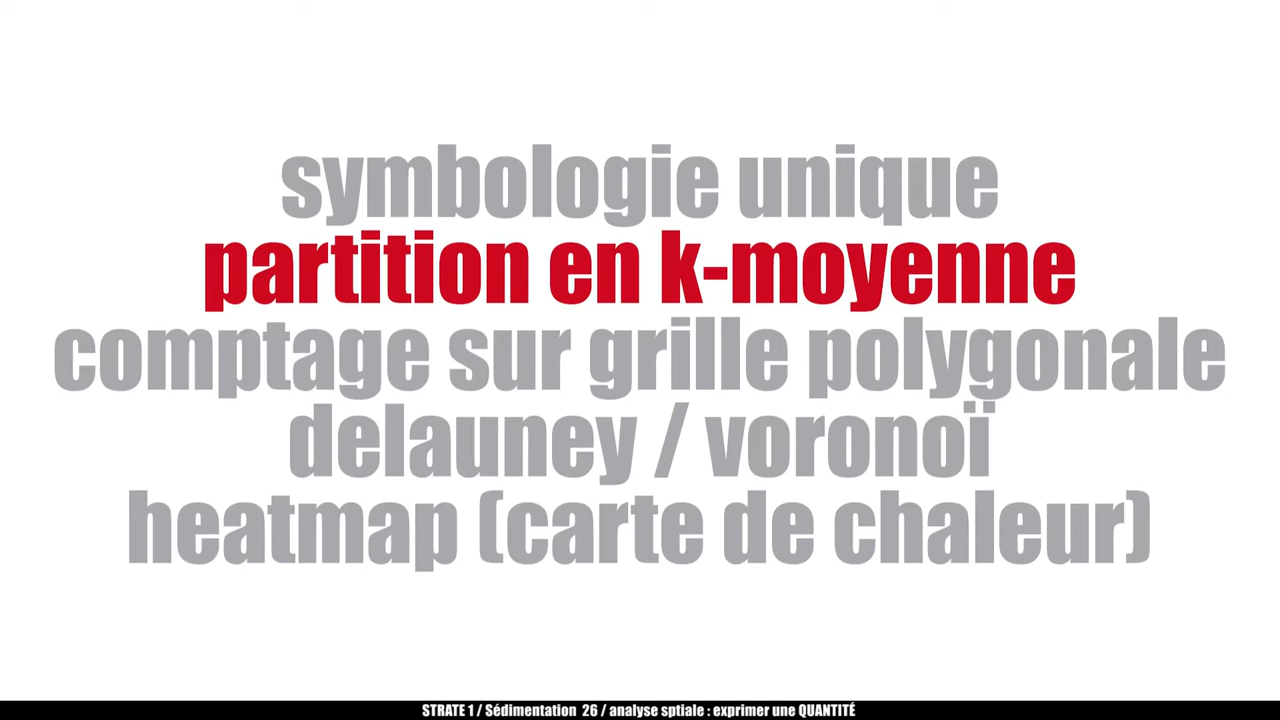 symbologie unique
partition en k-moyenne
comptage sur grille polygonale
delauney / voronoï
heatmap (carte de chaleur)
STRATE 1 / Sédimentation 26 / analyse sptiale : exprimer une QUANTITÉ